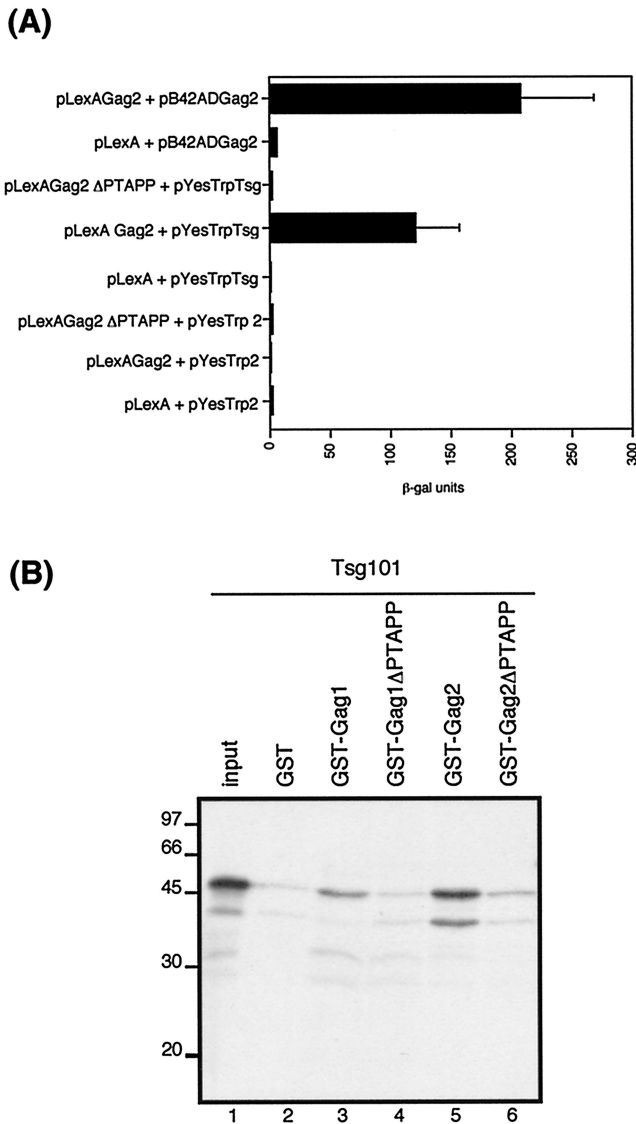 (A)
pLexAGag2 + pB42ADGag2
pLexA + pB42ADGag2
pLexAGag2 ΔPTAPP + pYesTrpTsg
pLexA Gag2 + pYesTrpTsg
pLexA + pYesTrpTsg
pLexAGag2 ΔPTAPP + pYesTrp 2
pLexAGag2 + pYesTrp2
pLexA + pYesTrp2
0 50 100 150 200 250 300
β-gal units
(B)
Tsg101
input GST GST-Gag1 GST-Gag1ΔPTAPP GST-Gag2 GST-Gag2ΔPTAPP
97
66
45
30
20
1 2 3 4 5 6